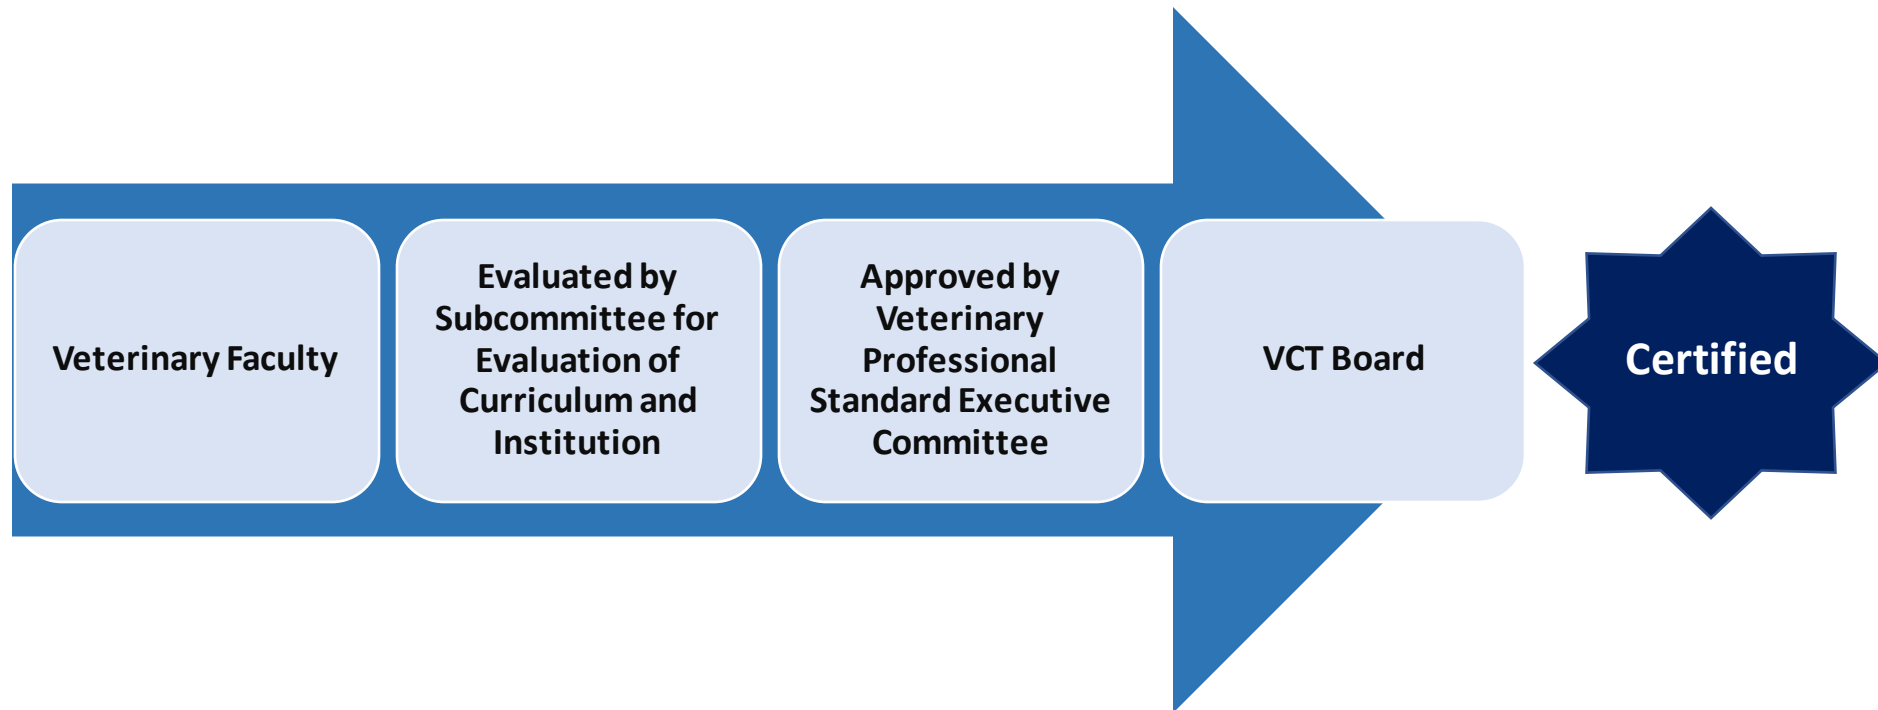 Veterinary Faculty
Evaluated by
Subcommittee for
Evaluation of
Curriculum and
Institution
Approved by
Veterinary
Professional
Standard Executive
Committee
VCT Board
Certified